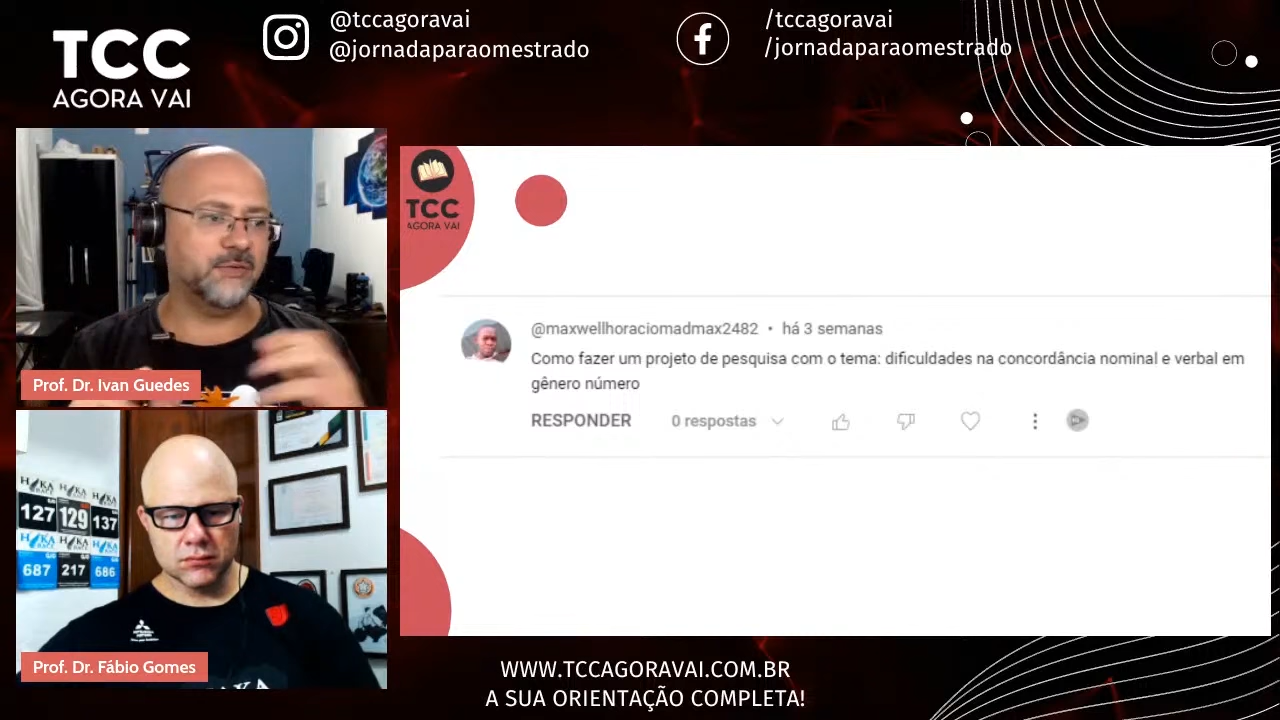 TCC
AGORA VAI
@tccagoravai
@jornadaparaomestrado
/tccagoravai
/jornadaparaomestrado
Prof. Dr. Ivan Guedes
TCC
AGORA VAI
@maxwellhoraciomadmax2482 • há 3 semanas
Como fazer um projeto de pesquisa com o tema: dificuldades na concordância nominal e verbal em
gênero número
RESPONDER 0 respostas
127 129 137
687 217 686
Prof. Dr. Fábio Gomes
WWW.TCCAGORAVAI.COM.BR
A SUA ORIENTAÇÃO COMPLETA!